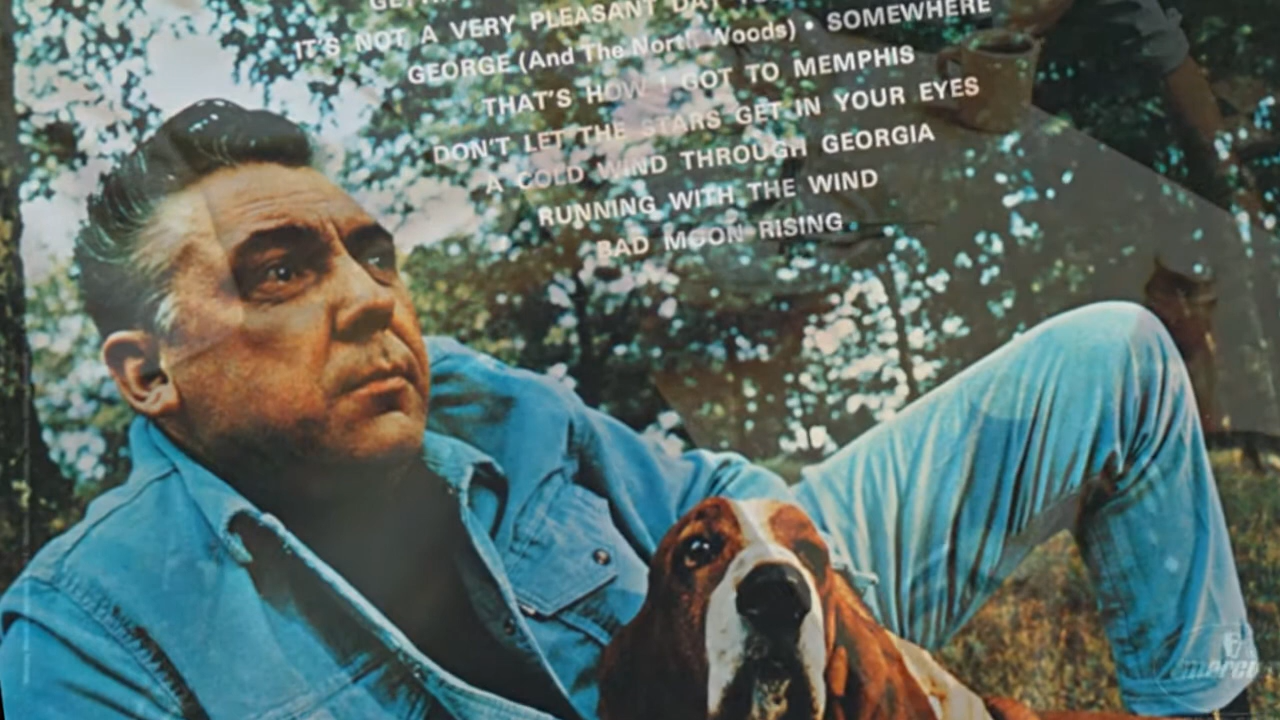 IT'S NOT A VERY PLEASANT DAY
GEORGE (And The North Woods) • SOMEWHERE
THAT'S HOW I GOT TO MEMPHIS
DON'T LET THE STARS GET IN YOUR EYES
A COLD WIND THROUGH GEORGIA
RUNNING WITH THE WIND
BAD MOON RISING